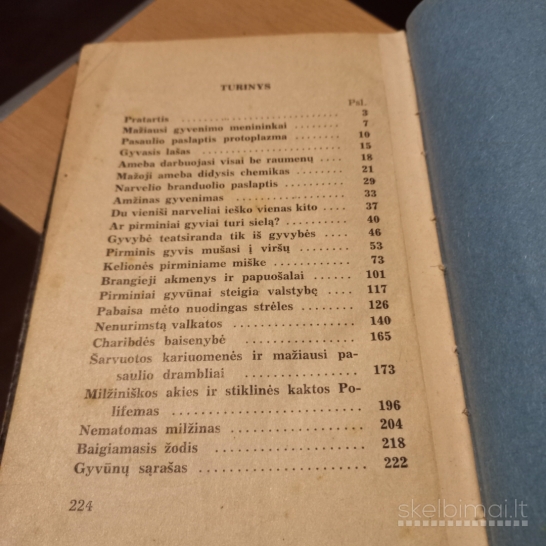 TURINYS
Psl.
Pratartis . . . . . . . . . . . . . . . . . . . . 3
Mažiausi gyvenimo menininkai . . . . . . . . 7
Pasaulio paslaptis protoplazma . . . . . . . . 10
Gyvasis lašas . . . . . . . . . . . . . . . . . . 15
Ameba darbuojasi visai be raumenų . . . . 18
Mažoji ameba didysis chemikas . . . . . . 21
Narvelio branduolio paslaptis . . . . . . . . 29
Amžinas gyvenimas . . . . . . . . . . . . . . 33
Du vieniši narveliai ieško vienas kito . . . . 37
Ar pirminiai gyviai turi sielą? . . . . . . . . 40
Gyvybė teatsiranda tik iš gyvybės . . . . 46
Pirminis gyvis mušasi į viršų . . . . . . . . 53
Kelionės pirminiame miške . . . . . . . . . . 73
Brangieji akmenys ir papuošalai . . . . . . 101
Pirminiai gyvūnai steigia valstybę . . . . 117
Pabaisa mėto nuodingas strėles . . . . . . 126
Nenurimstą valkatos . . . . . . . . . . . . . . 140
Charibdės baisenybė . . . . . . . . . . . . . . 165
Šarvuotos kariuomenės ir mažiausi pa-
saulio drambliai . . . . . . . . . . . . . . 173
Milžiniškos akies ir stiklinės kaktos Po-
lifemas . . . . . . . . . . . . . . . . . . . . 196
Nematomas milžinas . . . . . . . . . . . . . . 204
Baigiamasis žodis . . . . . . . . . . . . . . . . 218
Gyvūnų sąrašas . . . . . . . . . . . . . . . . 222
224
skelbimai.lt